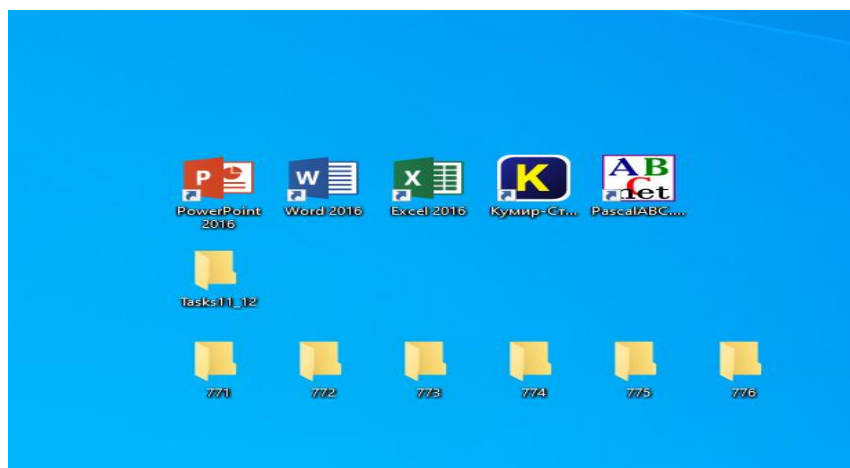 PowerPoint 2016
Word 2016
Excel 2016
Кумир-Ст...
PascalABC....
Tasks11_12
771
772
773
774
775
776